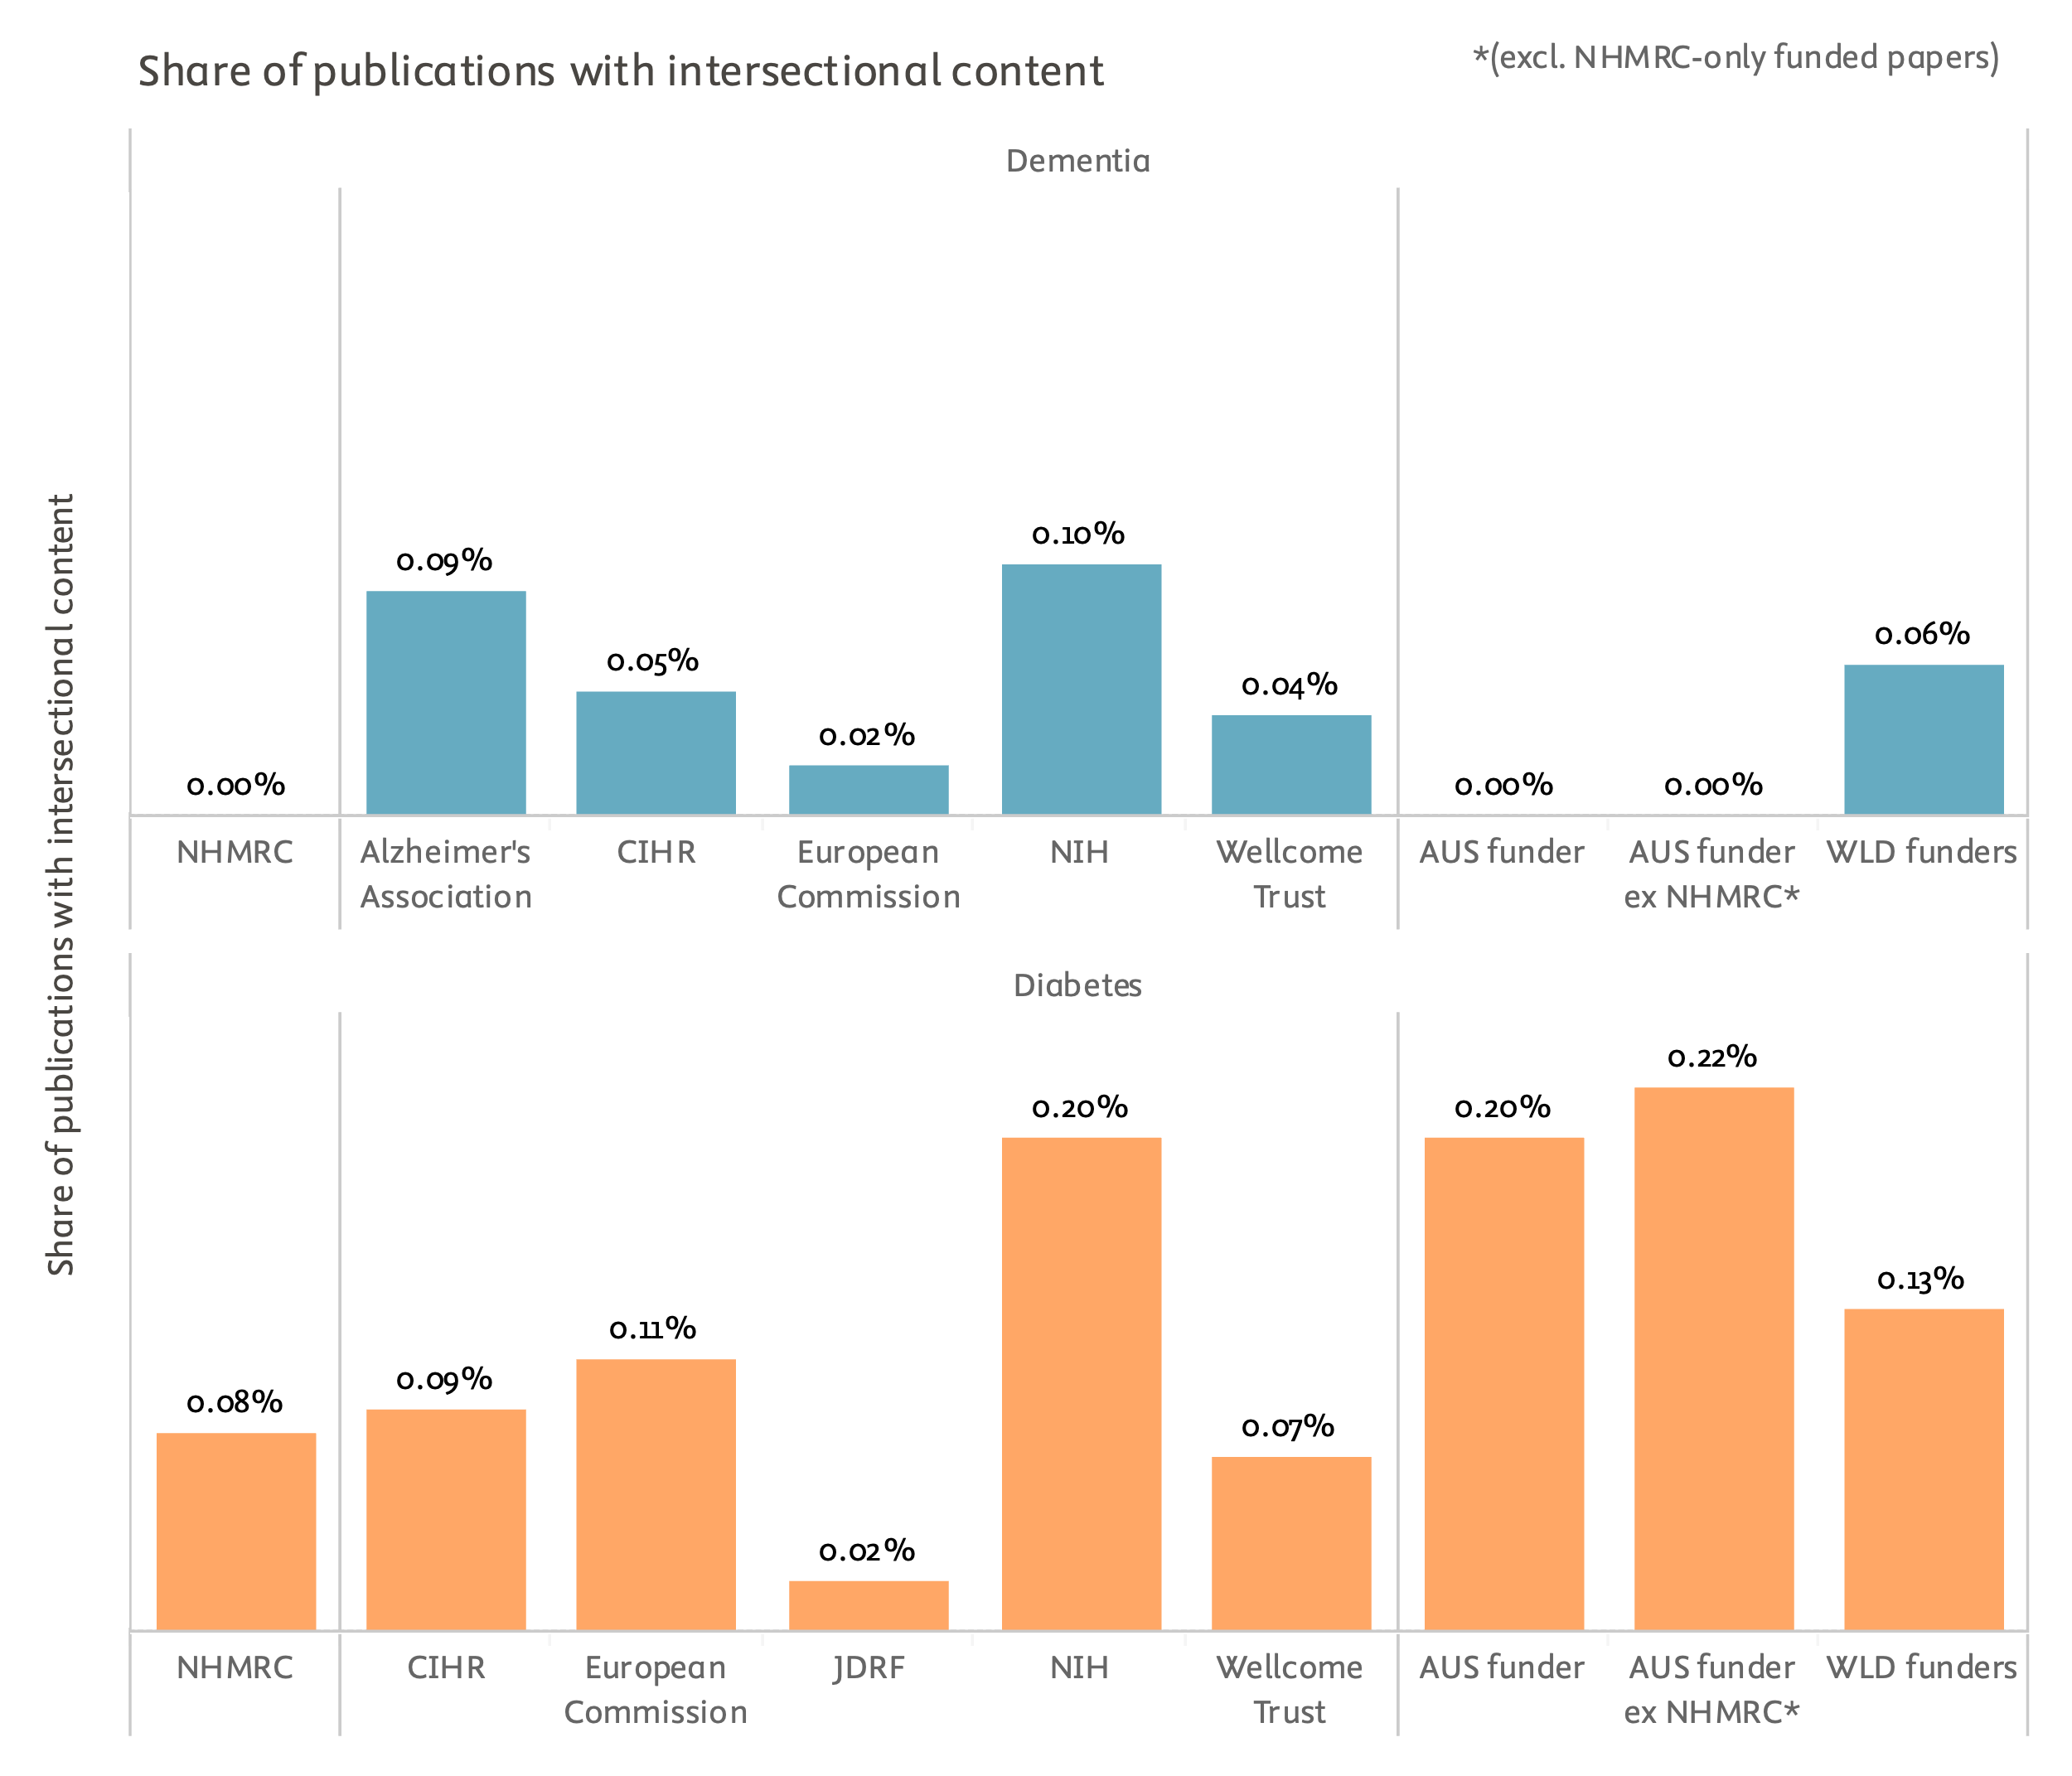 Share of publications with intersectional content
*(excl. NHMRC-only funded papers)
Share of publications with intersectional content
Dementia
0.00%
0.09%
0.05%
0.02%
0.10%
0.04%
0.00%
0.00%
0.06%
NHMRC
Alzheimer's
Association
CIHR
European
Commission
NIH
Wellcome
Trust
AUS funder
AUS funder
ex NHMRC*
WLD funders
Diabetes
0.08%
0.09%
0.11%
0.02%
0.20%
0.07%
0.20%
0.22%
0.13%
NHMRC
CIHR
European
Commission
JDRF
NIH
Wellcome
Trust
AUS funder
AUS funder
ex NHMRC*
WLD funders